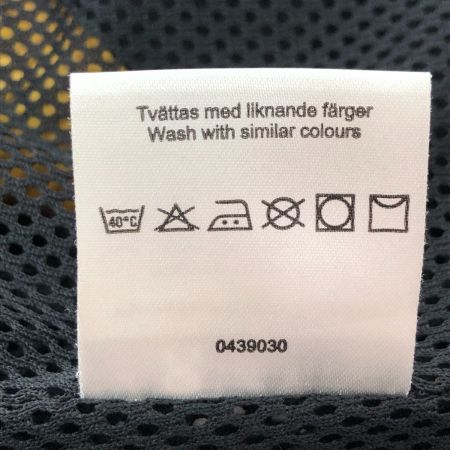 Tvättas med liknande färger
Wash with similar colours
40°C
0439030